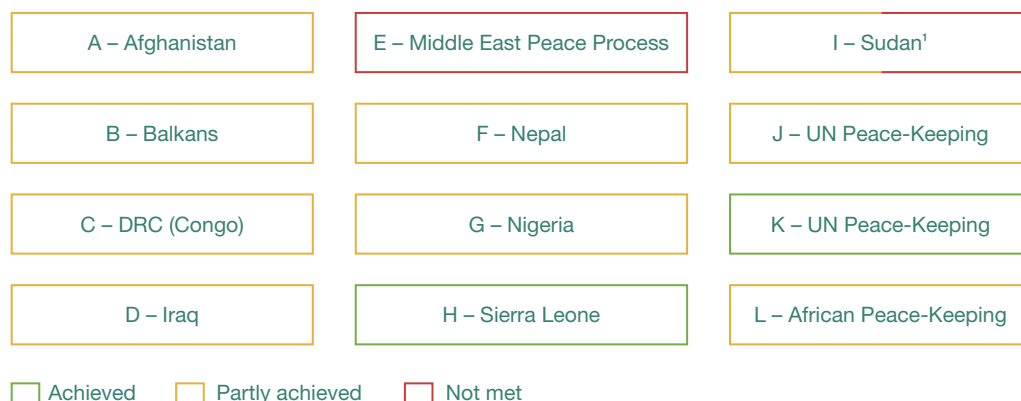 A – Afghanistan
E – Middle East Peace Process
I – Sudan¹
B – Balkans
F – Nepal
J – UN Peace-Keeping
C – DRC (Congo)
G – Nigeria
K – UN Peace-Keeping
D – Iraq
H – Sierra Leone
L – African Peace-Keeping
Achieved
Partly achieved
Not met